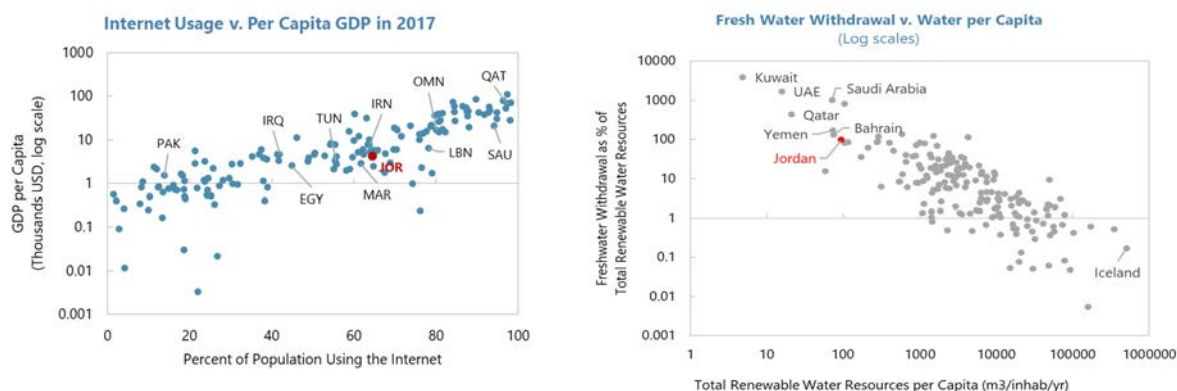 Internet Usage v. Per Capita GDP in 2017
GDP per Capita
(Thousands USD, log scale)
1000
100
10
1
0.1
0.01
0.001
PAK
IRQ
TUN
IRN
OMN
QAT
JOR
LBN
SAU
EGY
MAR
0
20
40
60
80
100
Percent of Population Using the Internet
Fresh Water Withdrawal v. Water per Capita
(Log scales)
Freshwater Withdrawal as % of
Total Renewable Water Resources
10000
1000
100
10
1
0.1
0.01
0.001
Kuwait
UAE
Saudi Arabia
Qatar
Yemen
Bahrain
Jordan
Iceland
1
10
100
1000
10000
100000
1000000
Total Renewable Water Resources per Capita (m3/inhab/yr)